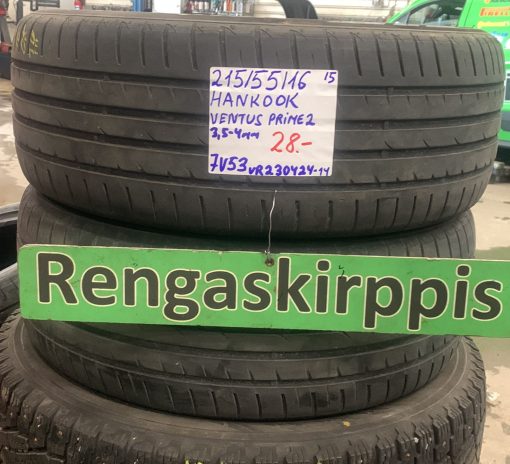 215/55/16 15
HANKOOK
VENTUS PRIME2
3,5-4mm 28.-
7V53 VR230424-14
Rengaskirppis